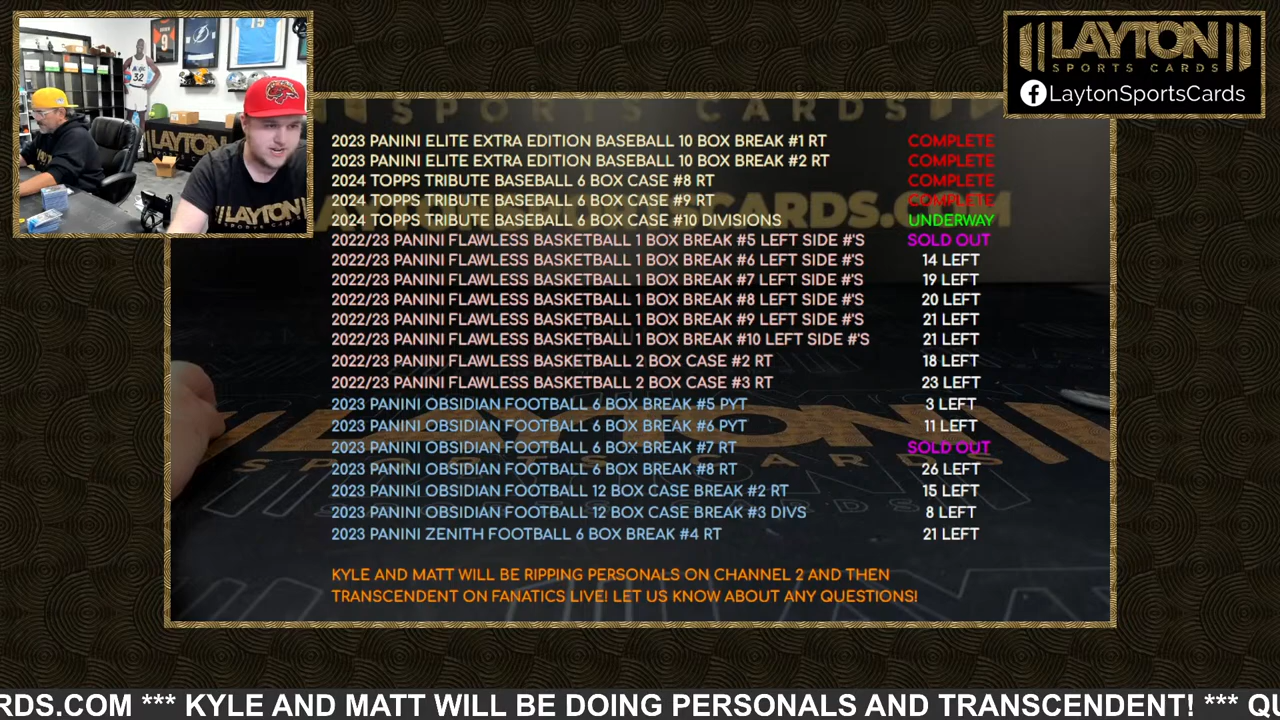 LAYTON
SPORTS CARDS
LaytonSportsCards
SPORTS CARDS
2023 PANINI ELITE EXTRA EDITION BASEBALL 10 BOX BREAK #1 RT COMPLETE
2023 PANINI ELITE EXTRA EDITION BASEBALL 10 BOX BREAK #2 RT COMPLETE
2024 TOPPS TRIBUTE BASEBALL 6 BOX CASE #8 RT COMPLETE
2024 TOPPS TRIBUTE BASEBALL 6 BOX CASE #9 RT COMPLETE
2024 TOPPS TRIBUTE BASEBALL 6 BOX CASE #10 DIVISIONS UNDERWAY
2022/23 PANINI FLAWLESS BASKETBALL 1 BOX BREAK #5 LEFT SIDE #'S SOLD OUT
2022/23 PANINI FLAWLESS BASKETBALL 1 BOX BREAK #6 LEFT SIDE #'S 14 LEFT
2022/23 PANINI FLAWLESS BASKETBALL 1 BOX BREAK #7 LEFT SIDE #'S 19 LEFT
2022/23 PANINI FLAWLESS BASKETBALL 1 BOX BREAK #8 LEFT SIDE #'S 20 LEFT
2022/23 PANINI FLAWLESS BASKETBALL 1 BOX BREAK #9 LEFT SIDE #'S 21 LEFT
2022/23 PANINI FLAWLESS BASKETBALL 1 BOX BREAK #10 LEFT SIDE #'S 21 LEFT
2022/23 PANINI FLAWLESS BASKETBALL 2 BOX CASE #2 RT 18 LEFT
2022/23 PANINI FLAWLESS BASKETBALL 2 BOX CASE #3 RT 23 LEFT
2023 PANINI OBSIDIAN FOOTBALL 6 BOX BREAK #5 PYT 3 LEFT
2023 PANINI OBSIDIAN FOOTBALL 6 BOX BREAK #6 PYT 11 LEFT
2023 PANINI OBSIDIAN FOOTBALL 6 BOX BREAK #7 RT SOLD OUT
2023 PANINI OBSIDIAN FOOTBALL 6 BOX BREAK #8 RT 26 LEFT
2023 PANINI OBSIDIAN FOOTBALL 12 BOX CASE BREAK #2 RT 15 LEFT
2023 PANINI OBSIDIAN FOOTBALL 12 BOX CASE BREAK #3 DIVS 8 LEFT
2023 PANINI ZENITH FOOTBALL 6 BOX BREAK #4 RT 21 LEFT
KYLE AND MATT WILL BE RIPPING PERSONALS ON CHANNEL 2 AND THEN
TRANSCENDENT ON FANATICS LIVE! LET US KNOW ABOUT ANY QUESTIONS!
RDS.COM *** KYLE AND MATT WILL BE DOING PERSONALS AND TRANSCENDENT! *** QU
9
15
32
LAYTON
LAYTON